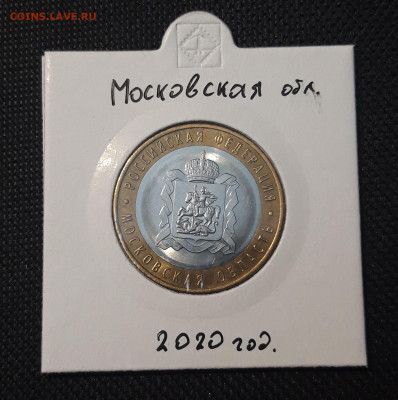 COINS.LAVE.RU
Московская обл.
РОССИЙСКАЯ ФЕДЕРАЦИЯ
МОСКОВСКАЯ ОБЛАСТЬ
2020 год.